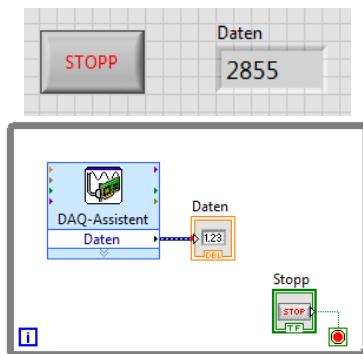 Daten
STOPP
2855
DAQ-Assistent
Daten
Daten
1.23
DBL
Stopp
STOP
TF
i